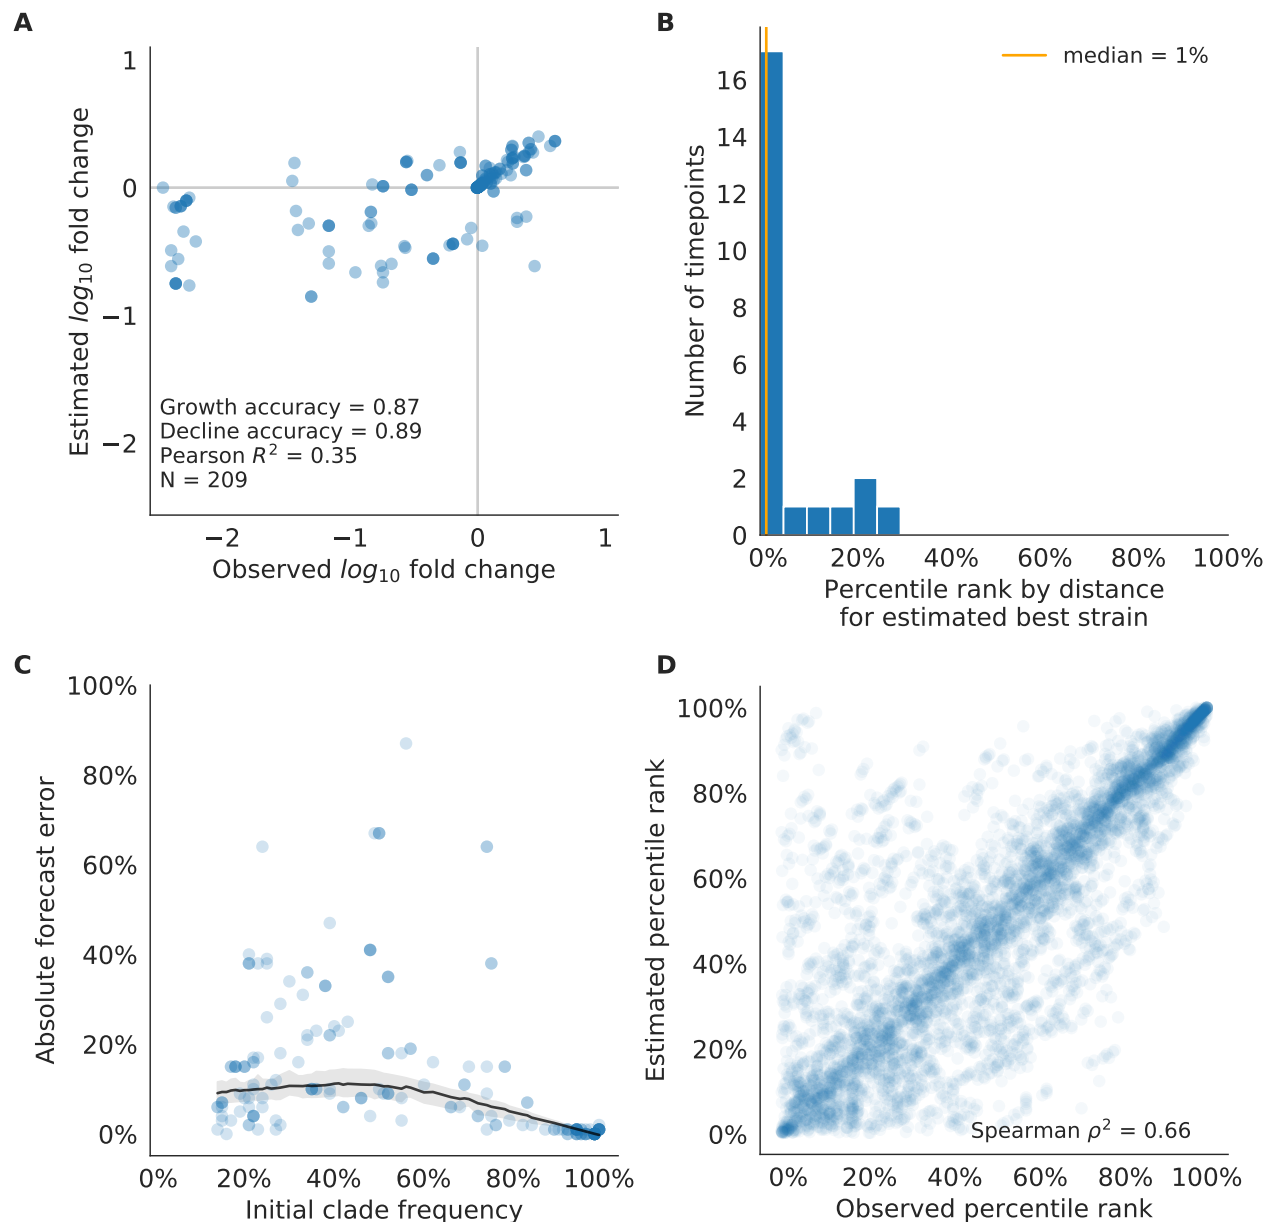 A
1
0
−1
−2
Estimated log10 fold change
Growth accuracy = 0.87
Decline accuracy = 0.89
Pearson R² = 0.35
N = 209
−2 −1 0 1
Observed log10 fold change
B
median = 1%
16
14
12
10
8
6
4
2
0
Number of timepoints
0% 20% 40% 60% 80% 100%
Percentile rank by distance
for estimated best strain
C
100%
80%
60%
40%
20%
0%
Absolute forecast error
0% 20% 40% 60% 80% 100%
Initial clade frequency
D
100%
80%
60%
40%
20%
0%
Estimated percentile rank
Spearman ρ² = 0.66
0% 20% 40% 60% 80% 100%
Observed percentile rank